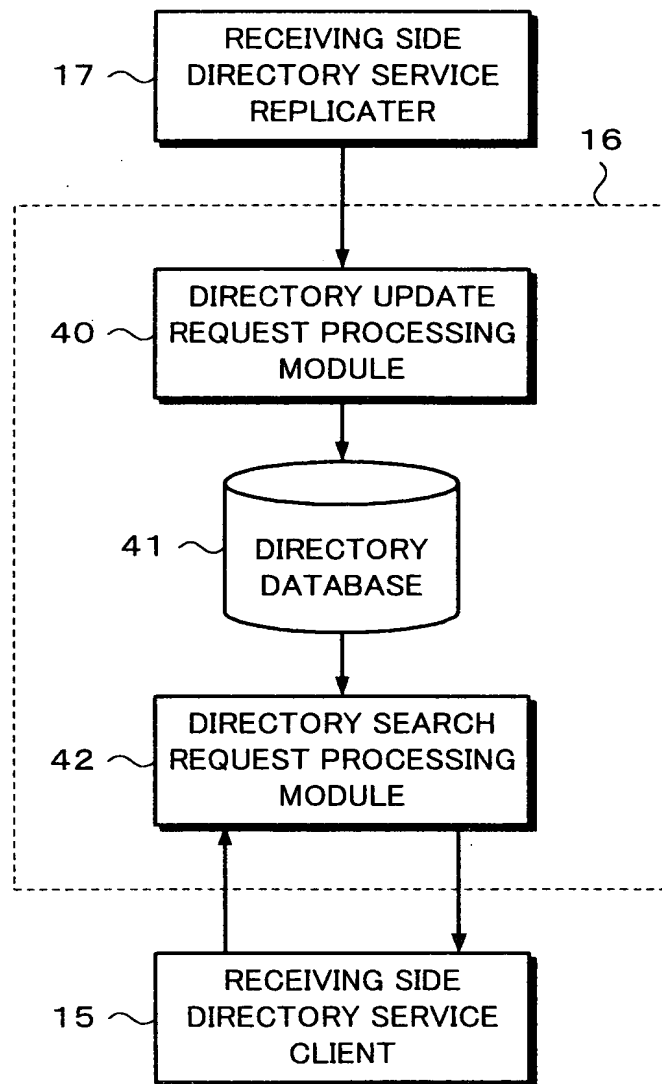 RECEIVING SIDE
DIRECTORY SERVICE
REPLICATER
17
16
DIRECTORY UPDATE
REQUEST PROCESSING
MODULE
40
41
DIRECTORY
DATABASE
DIRECTORY SEARCH
REQUEST PROCESSING
MODULE
42
RECEIVING SIDE
DIRECTORY SERVICE
CLIENT
15